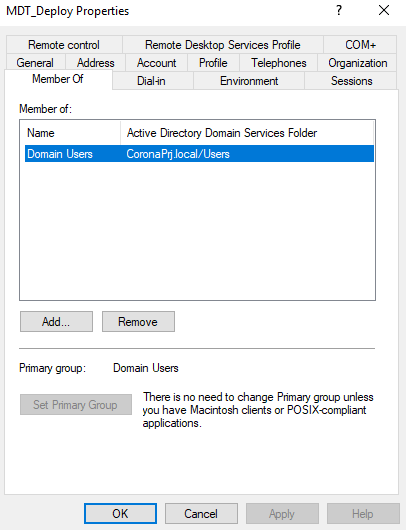 MDT_Deploy Properties
?
Remote control
Remote Desktop Services Profile
COM+
General
Address
Account
Profile
Telephones
Organization
Member Of
Dial-in
Environment
Sessions
Member of:
Name
Active Directory Domain Services Folder
Domain Users
CoronaPrj.local/Users
Add...
Remove
Primary group:
Domain Users
Set Primary Group
There is no need to change Primary group unless
you have Macintosh clients or POSIX-compliant
applications.
OK
Cancel
Apply
Help